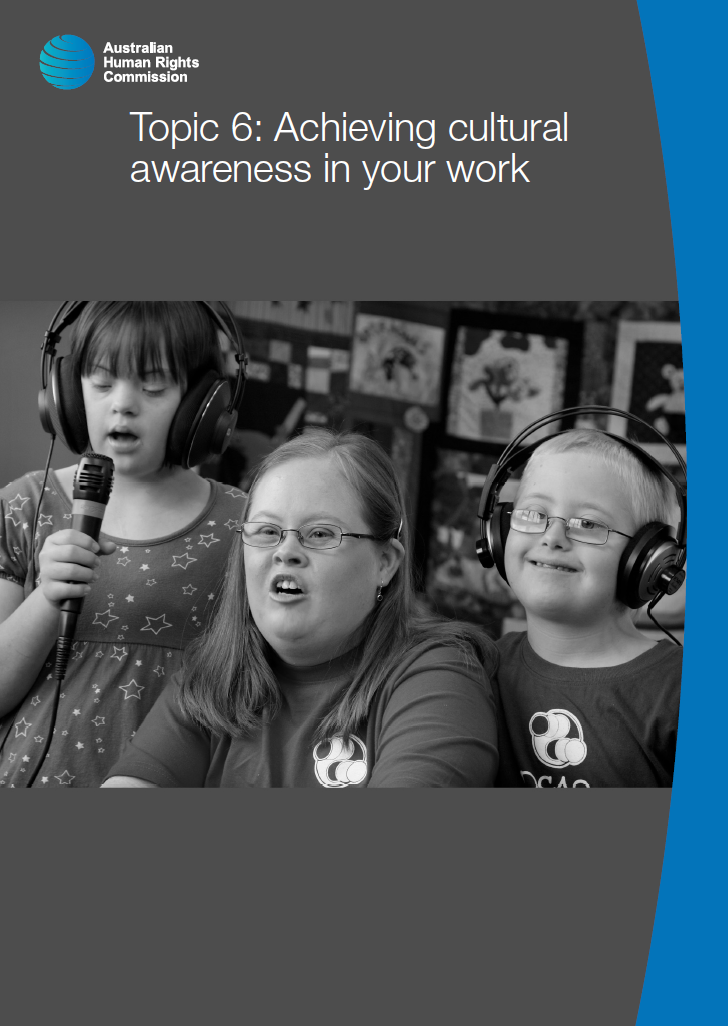 Australian
Human Rights
Commission
Topic 6: Achieving cultural
awareness in your work